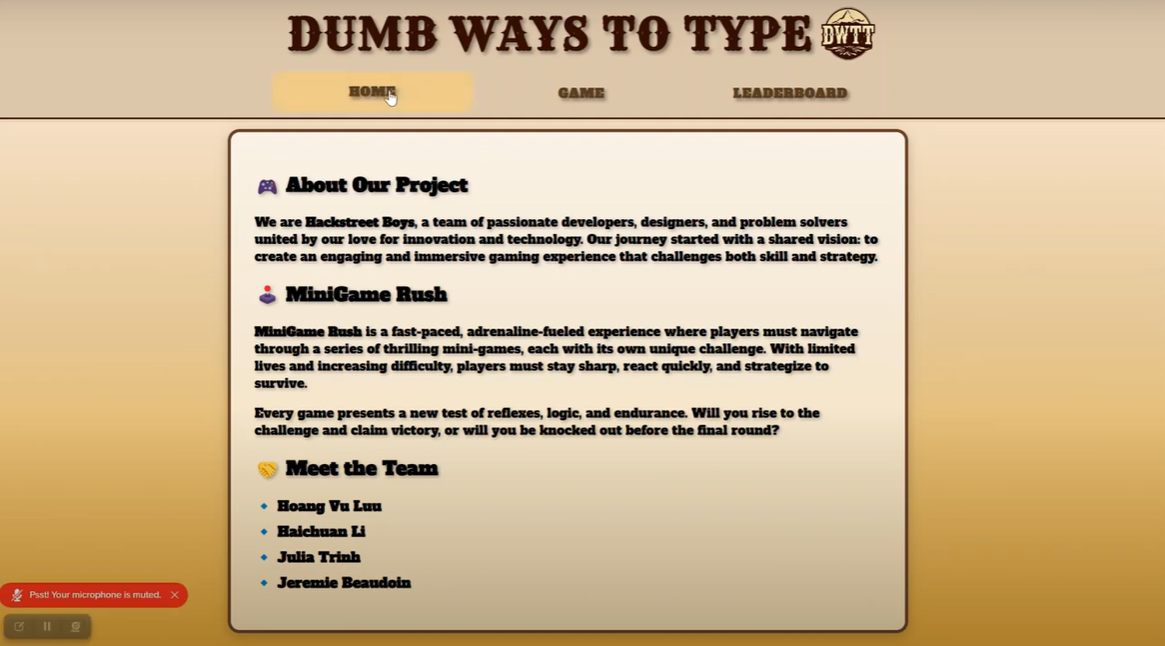 DUMB WAYS TO TYPE
DWTT
HOME
GAME
LEADERBOARD
About Our Project
We are Hackstreet Boys, a team of passionate developers, designers, and problem solvers
united by our love for innovation and technology. Our journey started with a shared vision: to
create an engaging and immersive gaming experience that challenges both skill and strategy.
MiniGame Rush
MiniGame Rush is a fast-paced, adrenaline-fueled experience where players must navigate
through a series of thrilling mini-games, each with its own unique challenge. With limited
lives and increasing difficulty, players must stay sharp, react quickly, and strategize to
survive.
Every game presents a new test of reflexes, logic, and endurance. Will you rise to the
challenge and claim victory, or will you be knocked out before the final round?
Meet the Team
Hoang Vu Luu
Haichuan Li
Julia Trinh
Jeremie Beaudoin
Psst! Your microphone is muted.